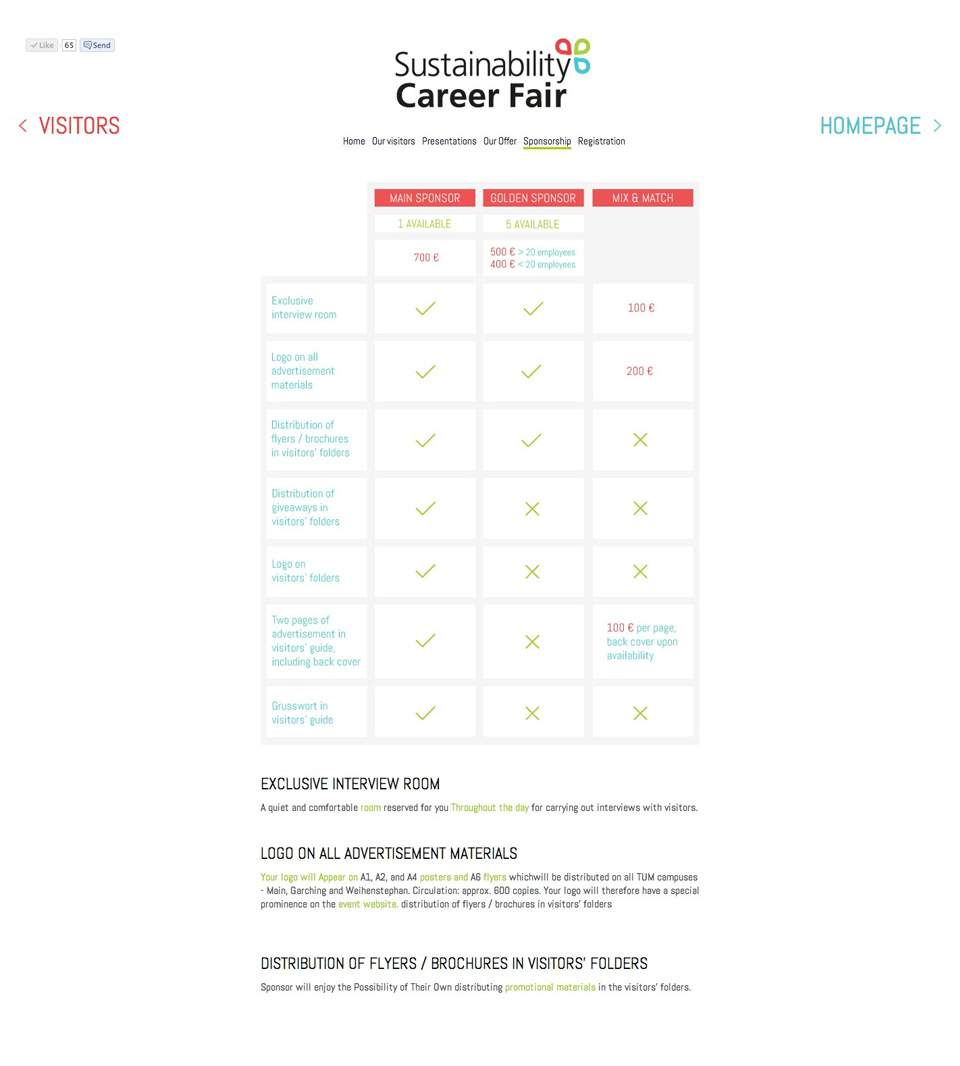 Like 65 Send
Sustainability
Career Fair
< VISITORS
HOMEPAGE >
Home Our visitors Presentations Our Offer Sponsorship Registration
MAIN SPONSOR GOLDEN SPONSOR MIX & MATCH
1 AVAILABLE 5 AVAILABLE
700 €
500 € > 20 employees
400 € < 20 employees
Exclusive
interview room
100 €
Logo on all
advertisement
materials
200 €
Distribution of
flyers / brochures
in visitors' folders
Distribution of
giveaways in
visitors' folders
Logo on
visitors' folders
Two pages of
advertisement in
visitors' guide,
including back cover
100 € per page,
back cover upon
availability
Grusswort in
visitors' guide
EXCLUSIVE INTERVIEW ROOM
A quiet and comfortable room reserved for you Throughout the day for carrying out interviews with visitors.
LOGO ON ALL ADVERTISEMENT MATERIALS
Your logo will Appear on A1, A2, and A4 posters and A6 flyers whichwill be distributed on all TUM campuses
- Main, Garching and Weihenstephan. Circulation: approx. 600 copies. Your logo will therefore have a special
prominence on the event website. distribution of flyers / brochures in visitors' folders
DISTRIBUTION OF FLYERS / BROCHURES IN VISITORS' FOLDERS
Sponsor will enjoy the Possibility of Their Own distributing promotional materials in the visitors' folders.